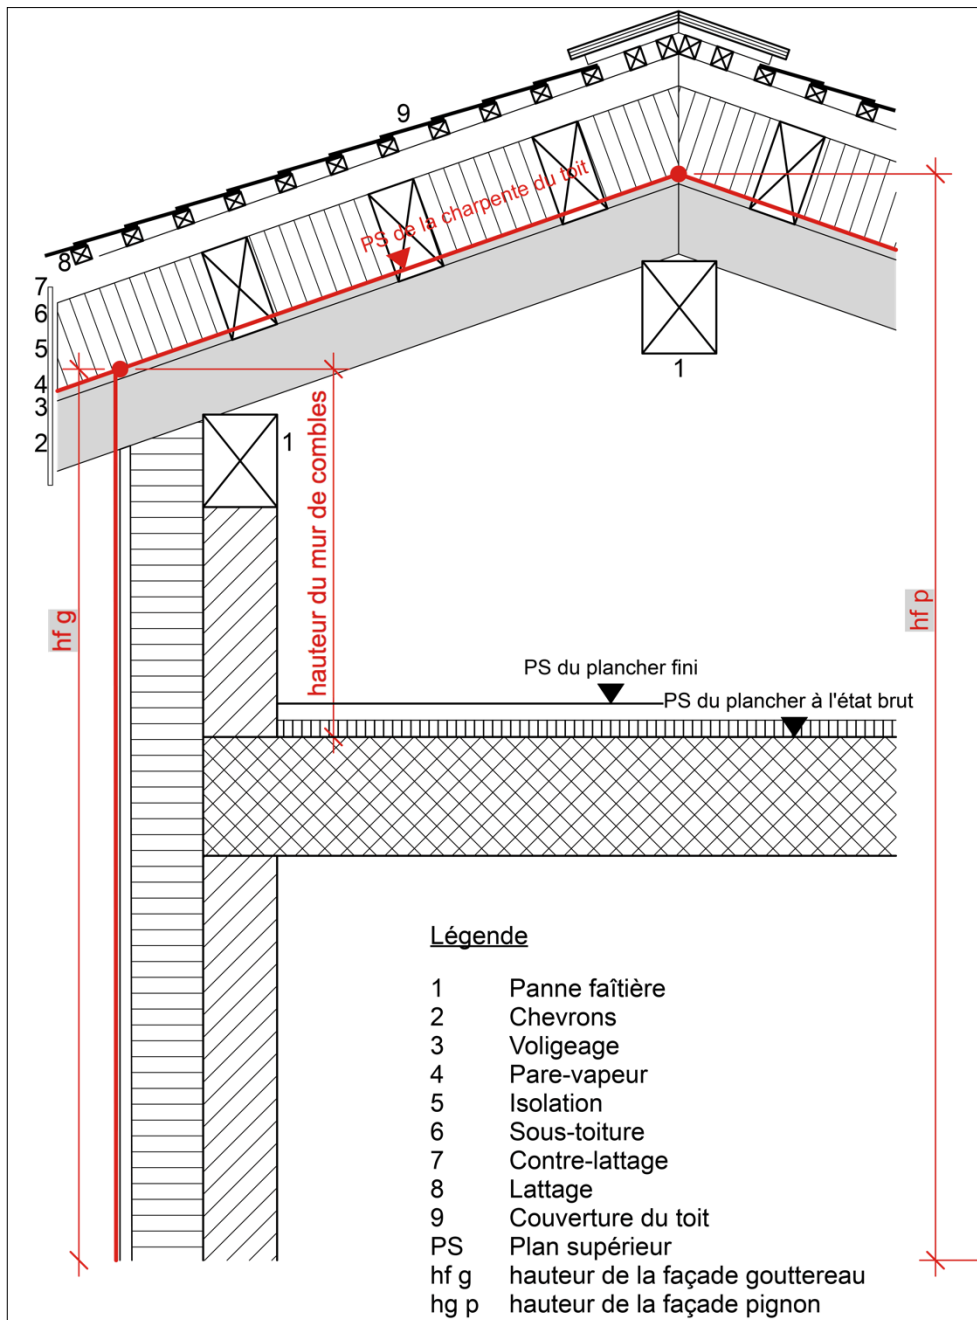 9
PS de la charpente du toit
8
7
6
5
4
3
2
1
1
hauteur du mur de combles
hf g
hf p
PS du plancher fini
PS du plancher à l'état brut
Légende
1 Panne faîtière
2 Chevrons
3 Voligeage
4 Pare-vapeur
5 Isolation
6 Sous-toiture
7 Contre-lattage
8 Lattage
9 Couverture du toit
PS Plan supérieur
hf g hauteur de la façade gouttereau
hg p hauteur de la façade pignon